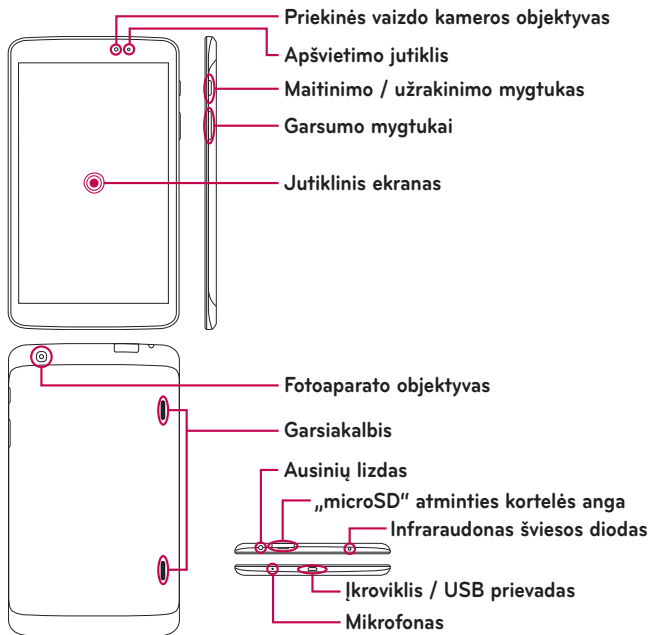 Priekinės vaizdo kameros objektyvas
Apšvietimo jutiklis
Maitinimo / užrakinimo mygtukas
Garsumo mygtukai
Jutiklinis ekranas
Fotoaparato objektyvas
Garsiakalbis
Ausinių lizdas
„microSD“ atminties kortelės anga
Infraraudonas šviesos diodas
Įkroviklis / USB prievadas
Mikrofonas